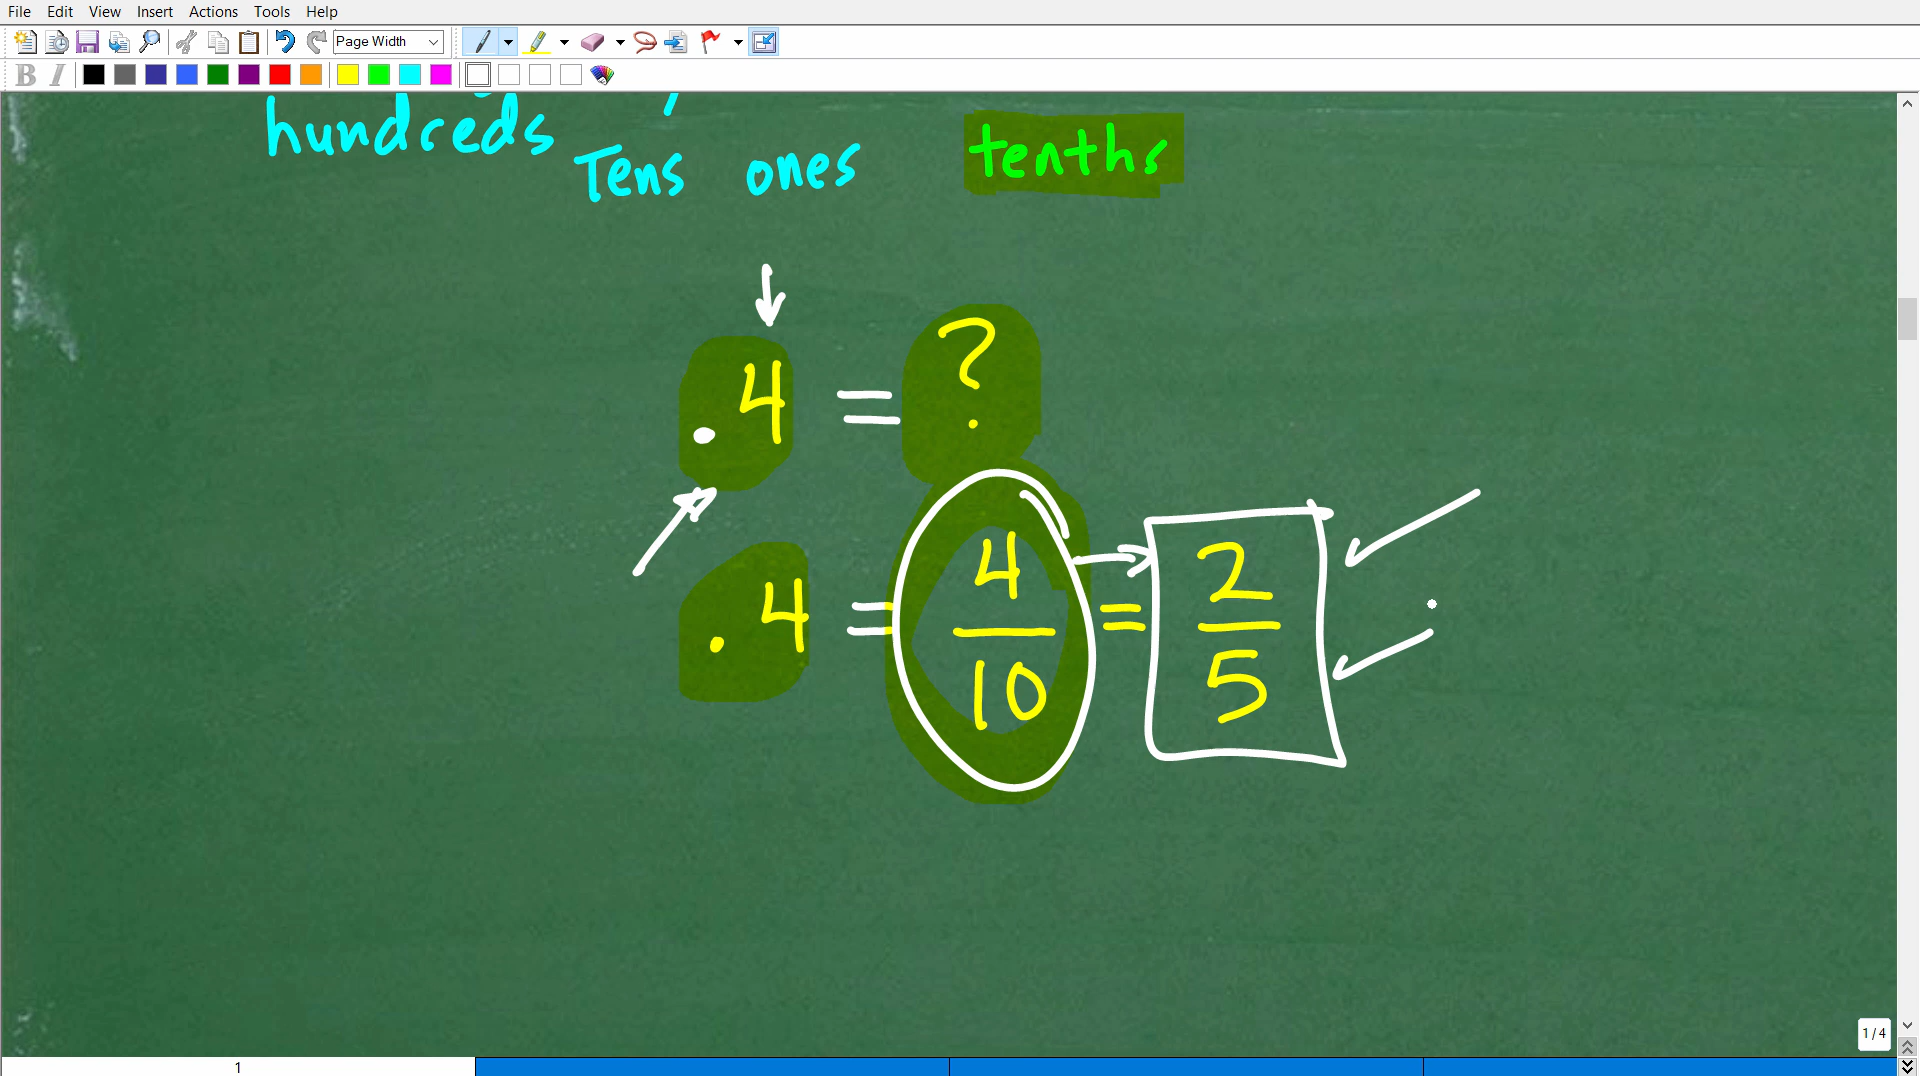 File Edit View Insert Actions Tools Help
Page Width
B I
hundreds
Tens ones tenths
.4 = ?
.4 = 4/10 = 2/5
1 / 4
1